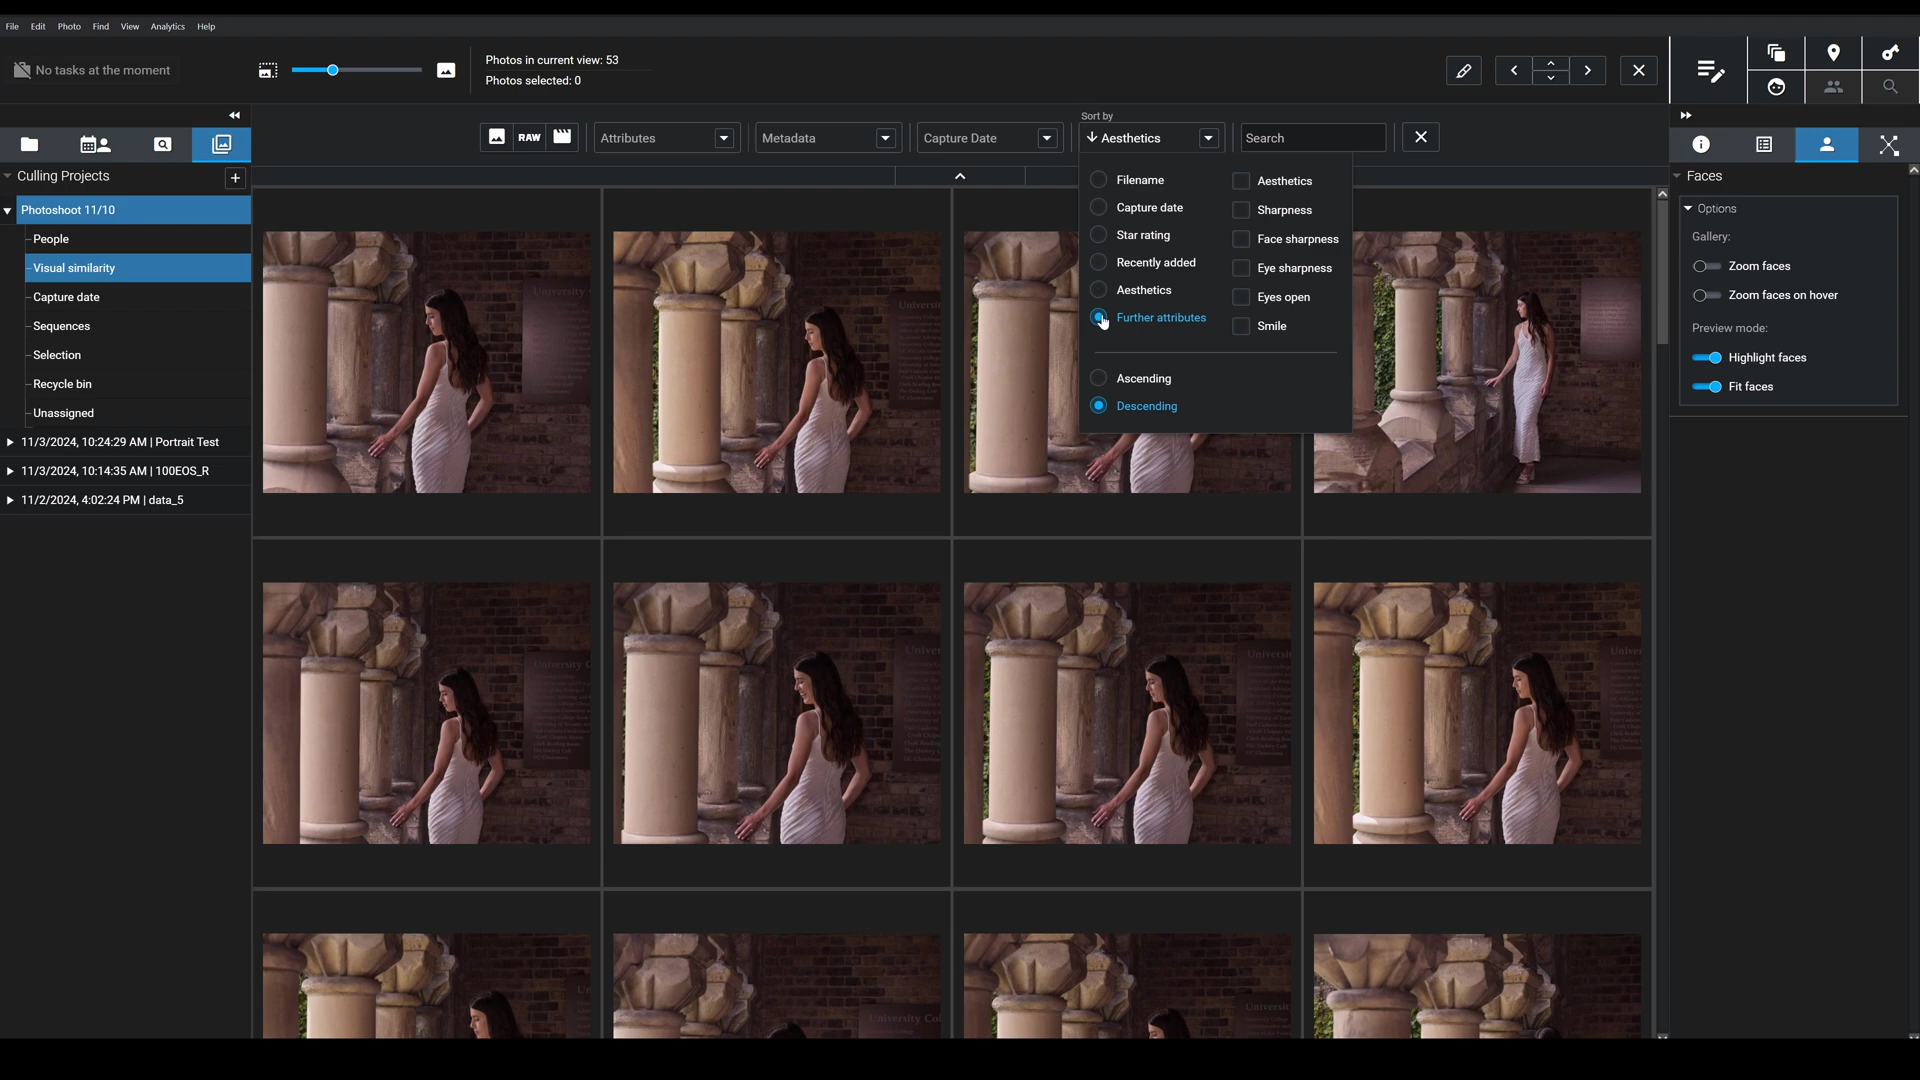 File Edit Photo Find View Analytics Help
No tasks at the moment
Photos in current view: 53
Photos selected: 0
RAW
Attributes
Metadata
Capture Date
Sort by
Aesthetics
Search
Filename
Capture date
Star rating
Recently added
Aesthetics
Further attributes
Aesthetics
Sharpness
Face sharpness
Eye sharpness
Eyes open
Smile
Ascending
Descending
Culling Projects
Photoshoot 11/10
People
Visual similarity
Capture date
Sequences
Selection
Recycle bin
Unassigned
11/3/2024, 10:24:29 AM | Portrait Test
11/3/2024, 10:14:35 AM | 100EOS_R
11/2/2024, 4:02:24 PM | data_5
Faces
Options
Gallery:
Zoom faces
Zoom faces on hover
Preview mode:
Highlight faces
Fit faces